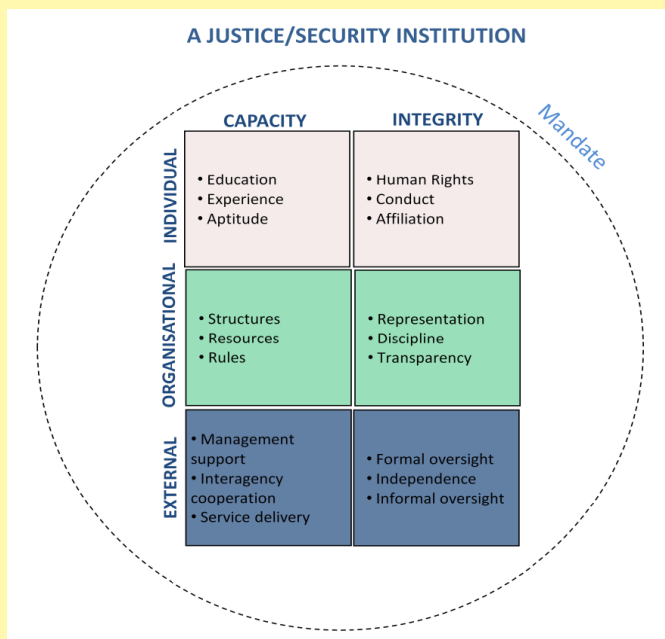 A JUSTICE/SECURITY INSTITUTION
Mandate
CAPACITY
INTEGRITY
INDIVIDUAL
• Education
• Experience
• Aptitude
• Human Rights
• Conduct
• Affiliation
ORGANISATIONAL
• Structures
• Resources
• Rules
• Representation
• Discipline
• Transparency
EXTERNAL
• Management
support
• Interagency
cooperation
• Service delivery
• Formal oversight
• Independence
• Informal oversight